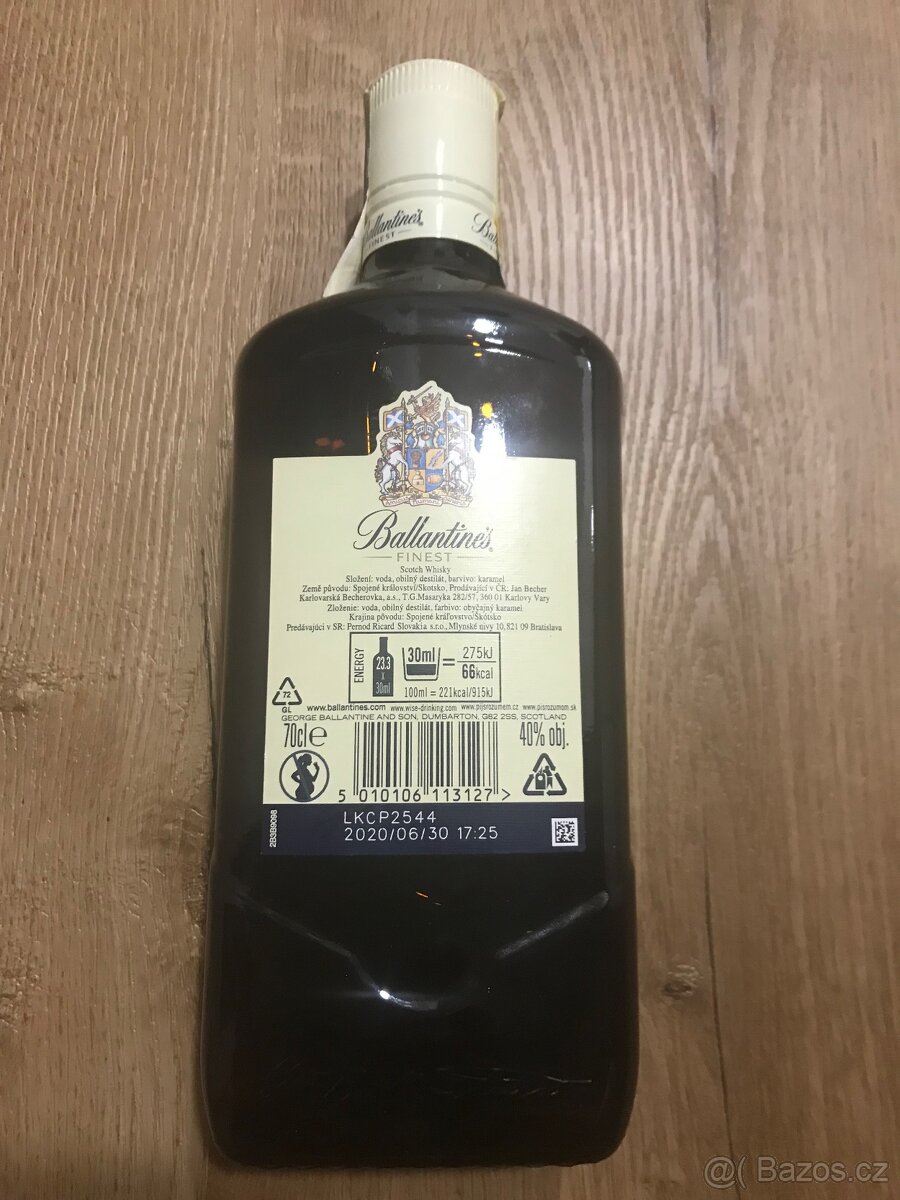 Ballantine's
FINEST
Ballantine's
FINEST
Scotch Whisky
Složení: voda, obilný destilát, barvivo: karamel
Země původu: Spojené království/Skotsko, Prodávající v ČR: Jan Becher
Karlovarská Becherovka, a.s., T.G.Masaryka 282/57, 360 01 Karlovy Vary
Zloženie: voda, obilný destilát, farbivo: obyčajný karamel
Krajina pôvodu: Spojené kráľovstvo/Škótsko
Predávajúci v SR: Pernod Ricard Slovakia s.r.o., Mlynské nivy 10, 821 09 Bratislava
ENERGY
23.3 x 30ml
30ml = 275kJ
66kcal
100ml = 221kcal/915kJ
72
GL
www.ballantines.com www.wise-drinking.com www.pijsrozumem.cz www.pisrozumom.sk
GEORGE BALLANTINE AND SON, DUMBARTON, G82 2SS, SCOTLAND
70cl e
40% obj.
5 010106 113127 >
2B3B9098
LKCP2544
2020/06/30 17:25
@( Bazos.cz